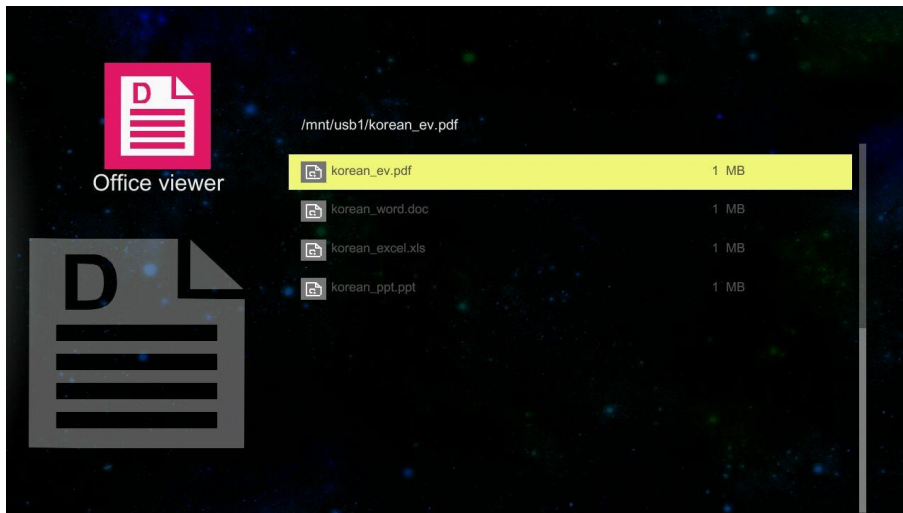 D
Office viewer
/mnt/usb1/korean_ev.pdf
korean_ev.pdf 1 MB
korean_word.doc 1 MB
korean_excel.xls 1 MB
korean_ppt.ppt 1 MB
D